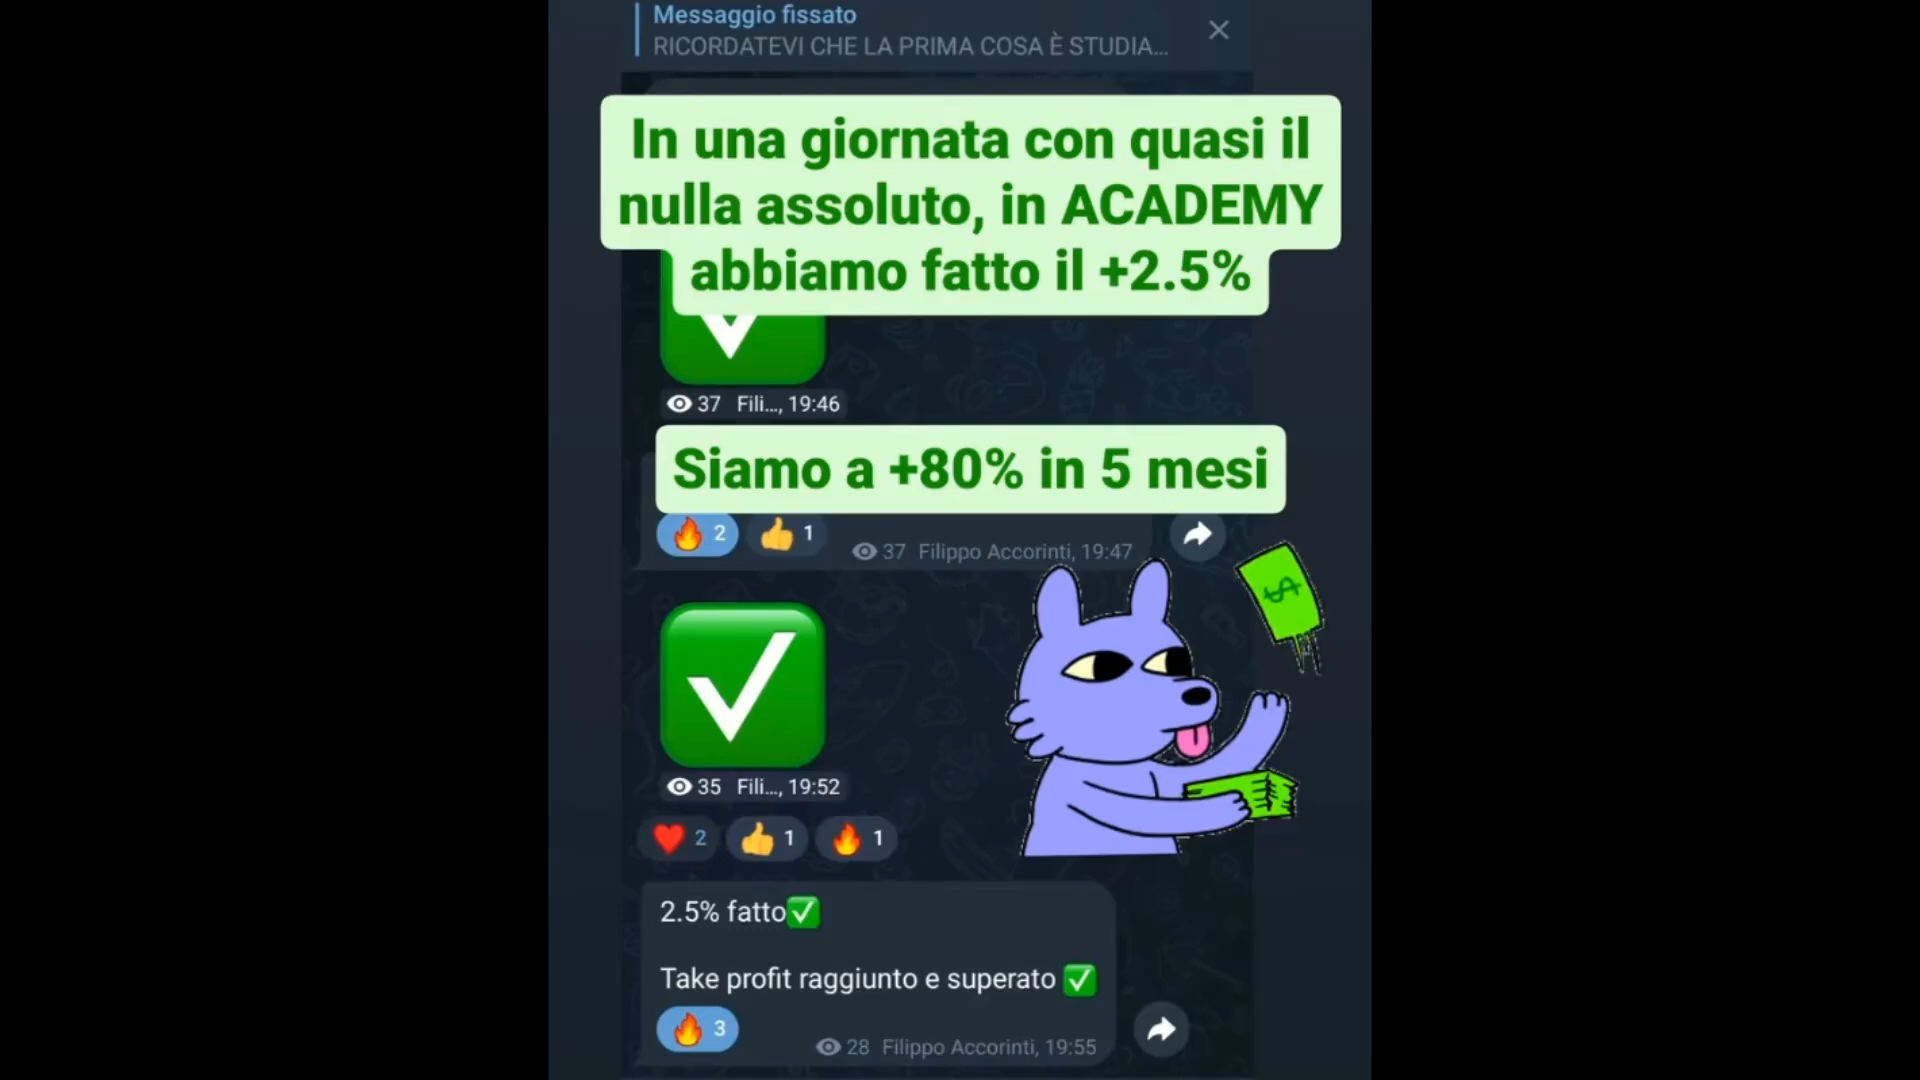 Messaggio fissato
RICORDATEVI CHE LA PRIMA COSA È STUDIA...
In una giornata con quasi il
nulla assoluto, in ACADEMY
abbiamo fatto il +2.5%
37 Fili..., 19:46
Siamo a +80% in 5 mesi
2 1
37 Filippo Accorinti, 19:47
$
35 Fili..., 19:52
2 1 1
2.5% fatto
Take profit raggiunto e superato
3
28 Filippo Accorinti, 19:55